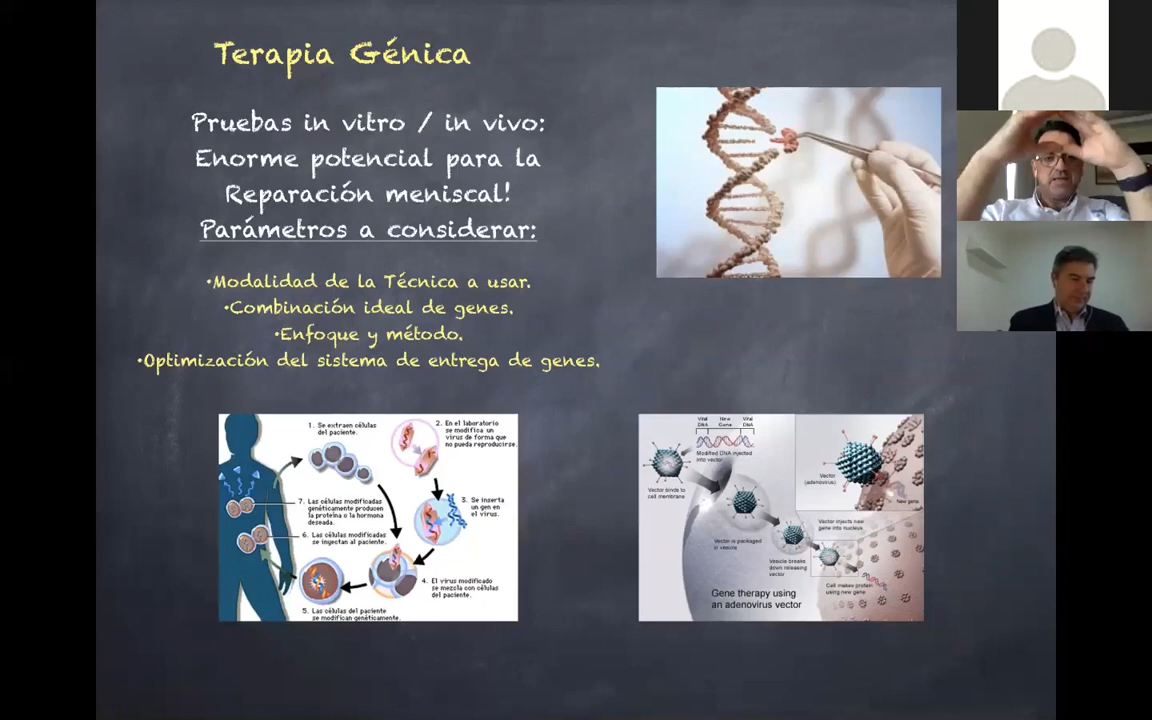 Terapia Génica
Pruebas in vitro / in vivo:
Enorme potencial para la
Reparación meniscal!
Parámetros a considerar:
•Modalidad de la Técnica a usar.
•Combinación ideal de genes.
•Enfoque y método.
•Optimización del sistema de entrega de genes.
1. Se extraen células
del paciente.
2. En el laboratorio
se modifica un
virus de forma que
no pueda reproducirse.
3. Se inserta
un gen en
el virus.
4. El virus modificado
se mezcla con células
del paciente.
5. Las células del paciente
se modifican genéticamente.
6. Las células modificadas
se inyectan al paciente.
7. Las células modificadas
genéticamente producen
la proteína o la hormona
deseada.
Viral
DNA
New
Gene
Viral
DNA
Modified DNA injected
into vector
Vector binds to
cell membrane
Vector is packaged
in vesicle
Vesicle breaks
down releasing
vector
Vector
(adenovirus)
New gene
Vector injects new
gene into nucleus
Cell makes protein
using new gene
Gene therapy using
an adenovirus vector